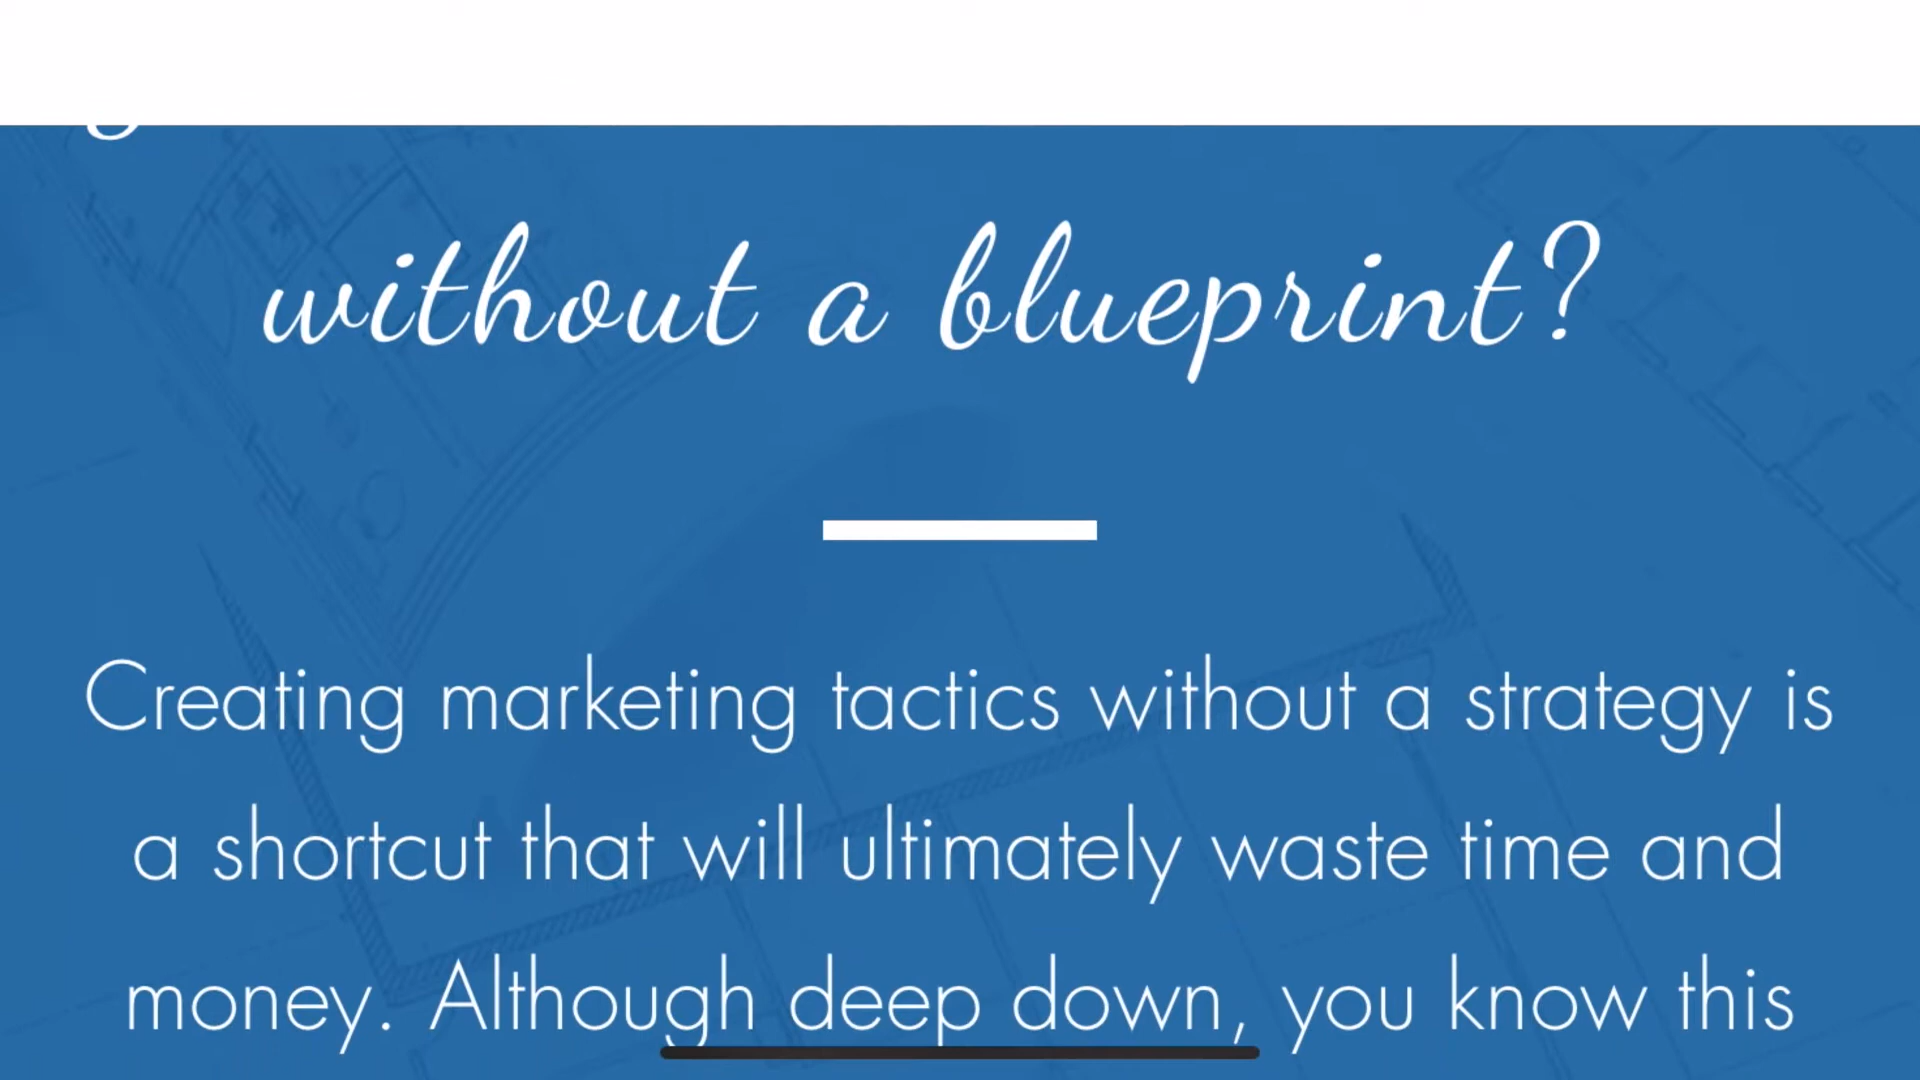 without a blueprint?
Creating marketing tactics without a strategy is
a shortcut that will ultimately waste time and
money. Although deep down, you know this